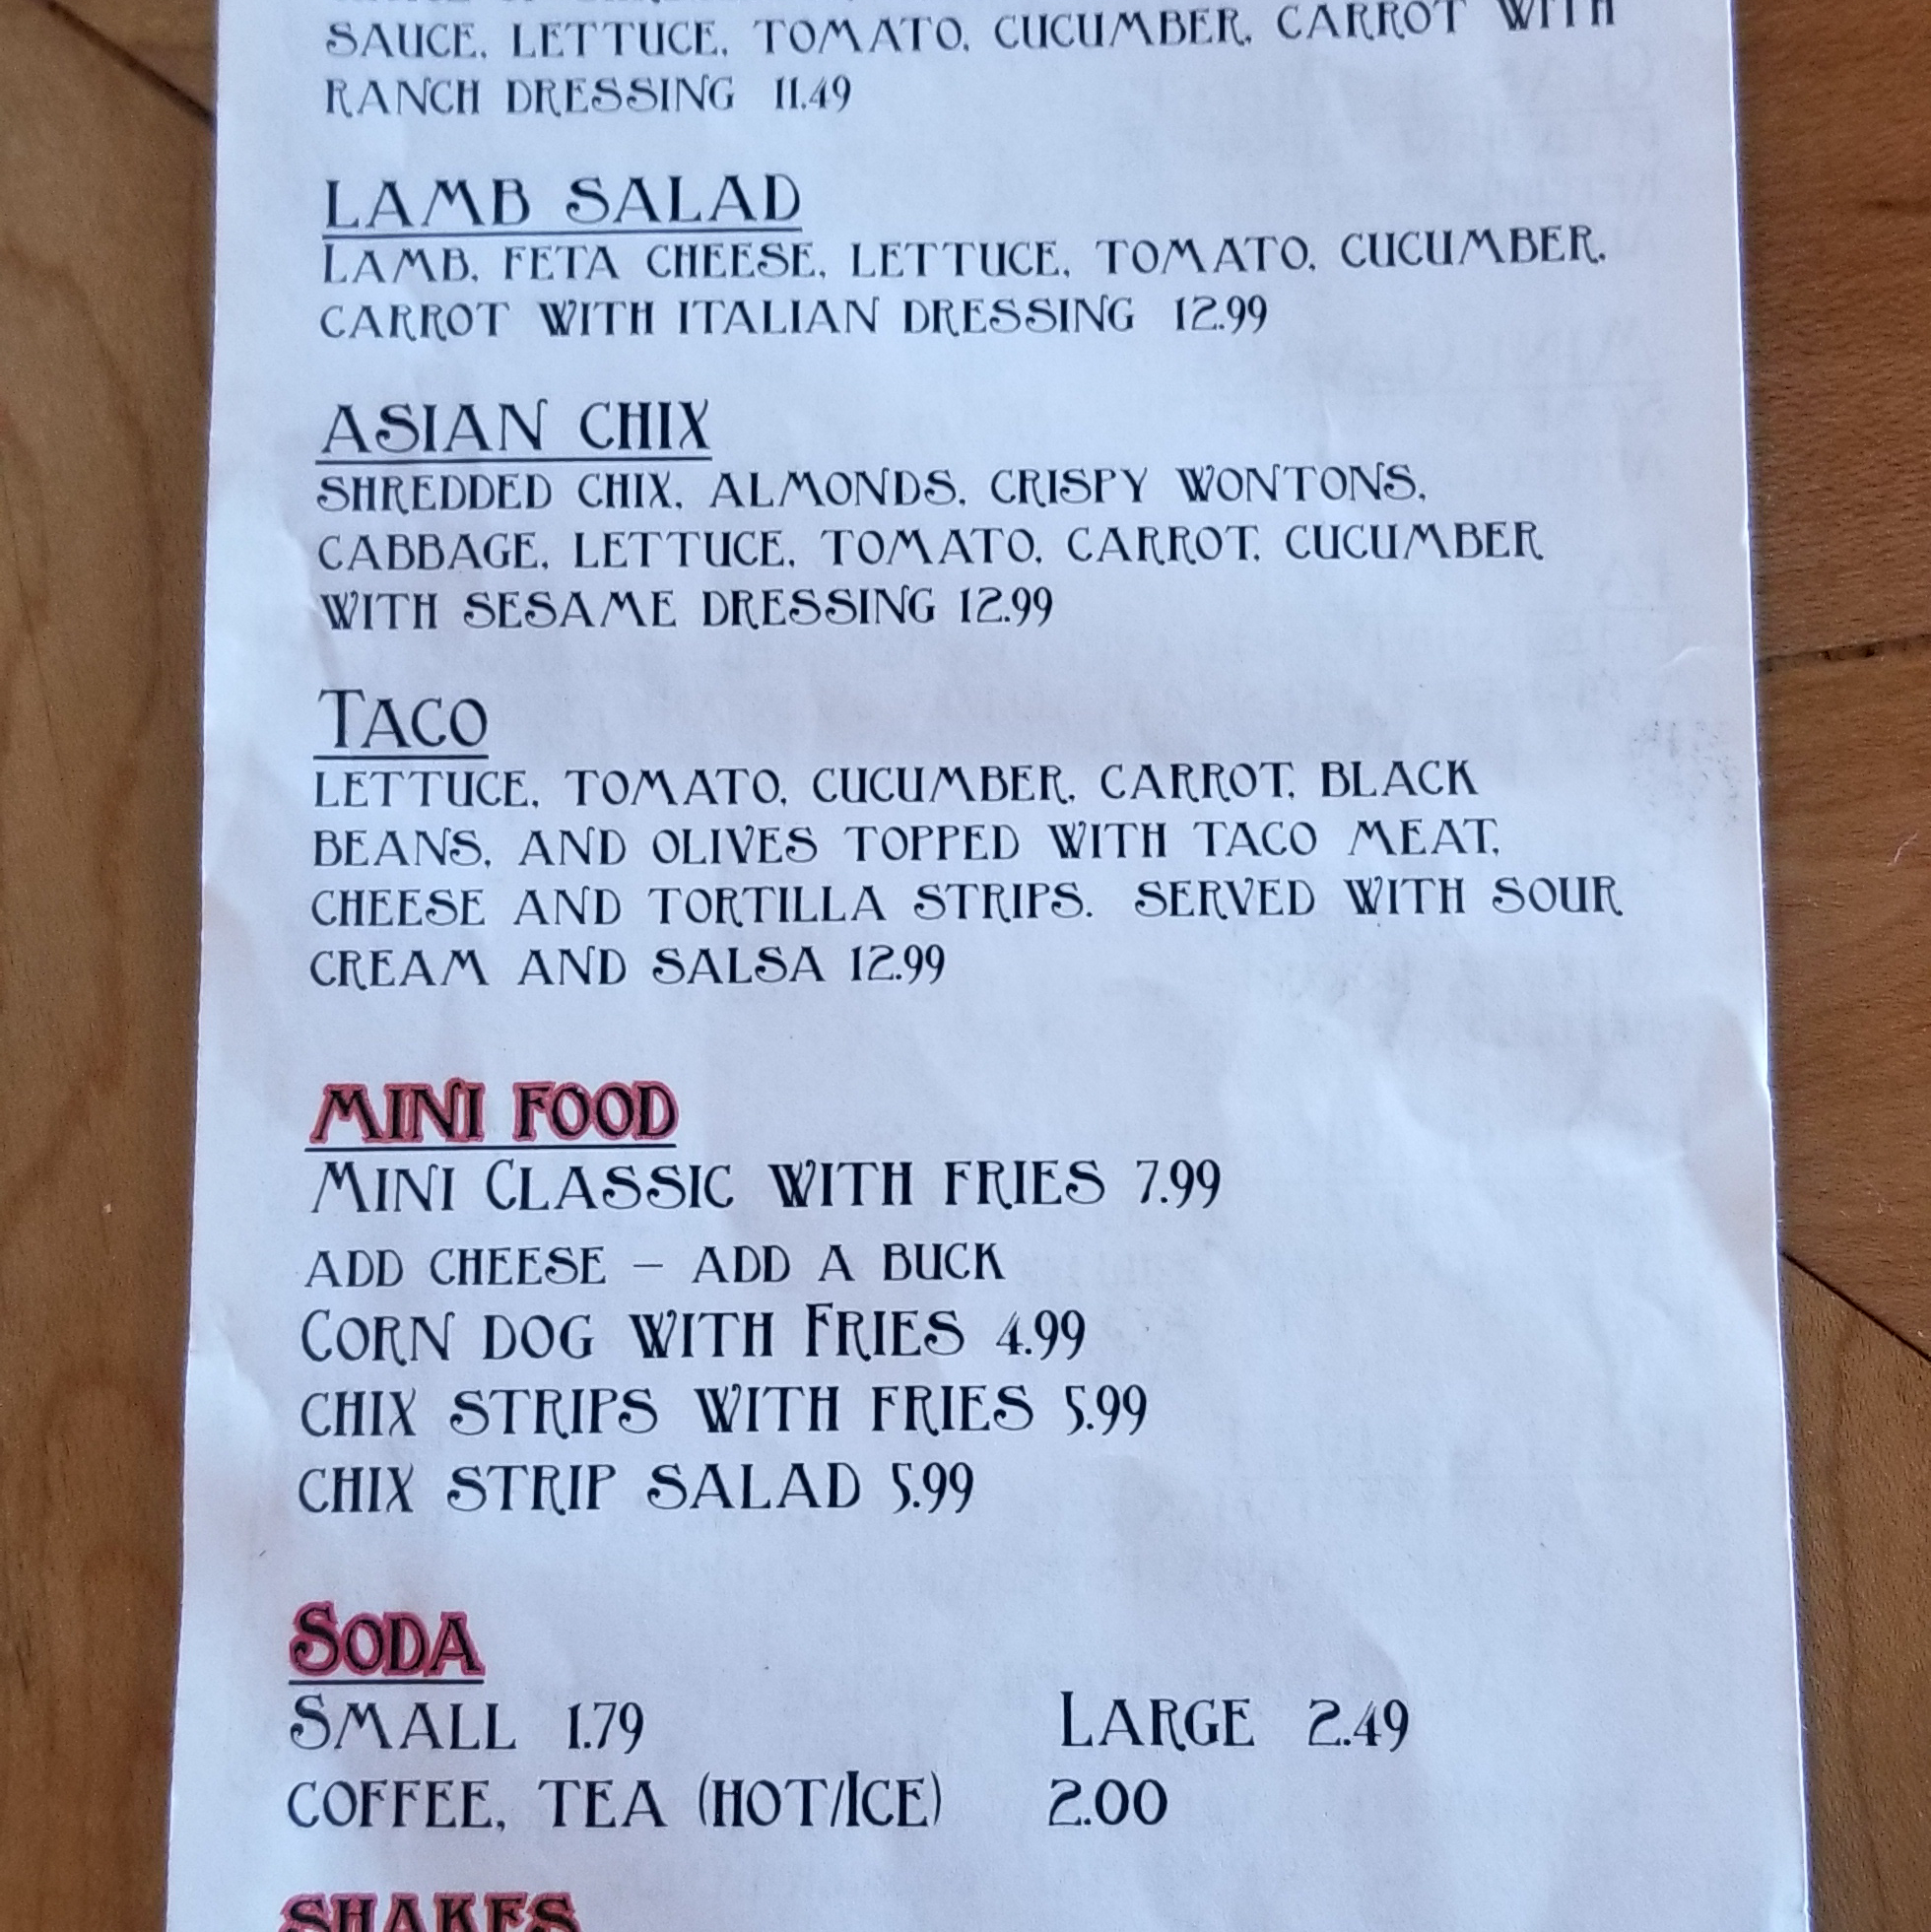 SAUCE, LETTUCE, TOMATO, CUCUMBER, CARROT WITH
RANCH DRESSING 11.49
LAMB SALAD
LAMB, FETA CHEESE, LETTUCE, TOMATO, CUCUMBER,
CARROT WITH ITALIAN DRESSING 12.99
ASIAN CHIX
SHREDDED CHIX, ALMONDS, CRISPY WONTONS,
CABBAGE, LETTUCE, TOMATO, CARROT, CUCUMBER
WITH SESAME DRESSING 12.99
TACO
LETTUCE, TOMATO, CUCUMBER, CARROT, BLACK
BEANS, AND OLIVES TOPPED WITH TACO MEAT,
CHEESE AND TORTILLA STRIPS. SERVED WITH SOUR
CREAM AND SALSA 12.99
MINI FOOD
MINI CLASSIC WITH FRIES 7.99
ADD CHEESE – ADD A BUCK
CORN DOG WITH FRIES 4.99
CHIX STRIPS WITH FRIES 5.99
CHIX STRIP SALAD 5.99
SODA
SMALL 1.79 LARGE 2.49
COFFEE, TEA (HOT/ICE) 2.00
SHAKES